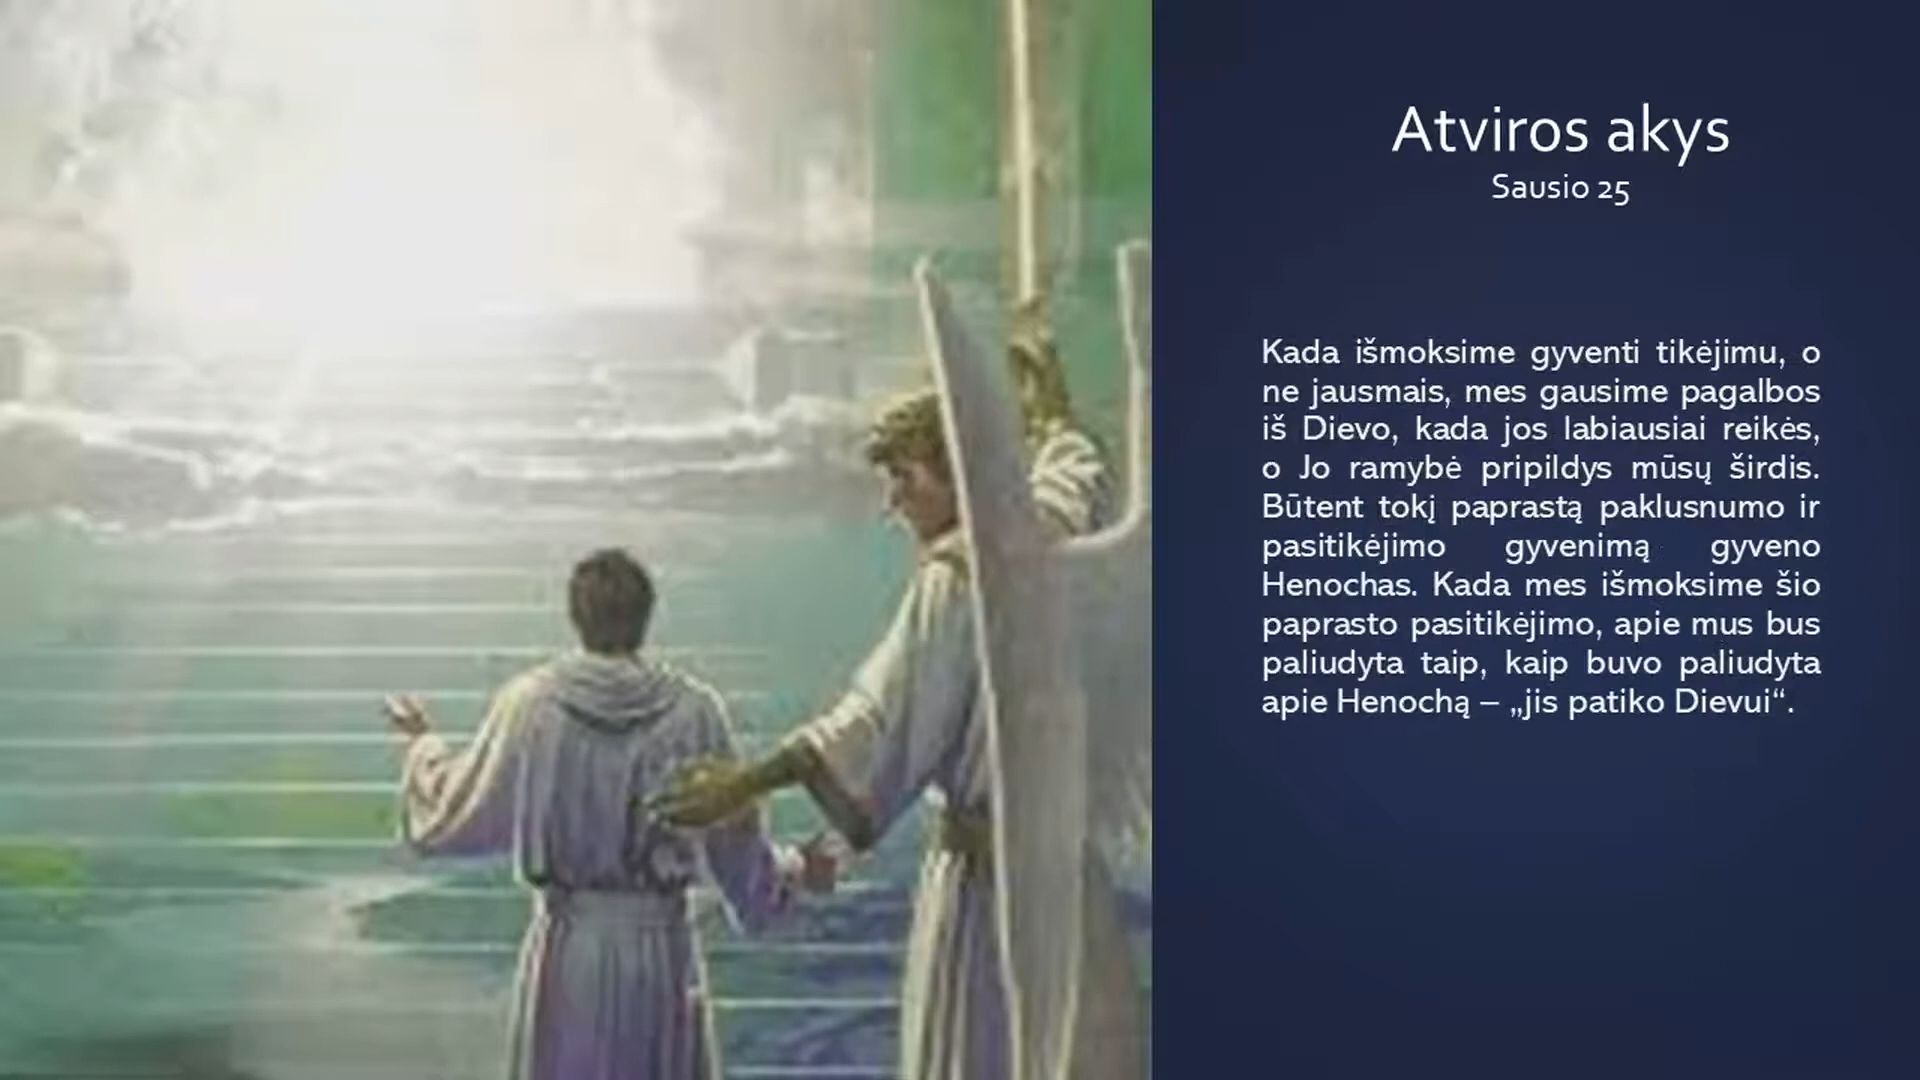 Atviros akys
Sausio 25
Kada išmoksime gyventi tikėjimu, o
ne jausmais, mes gausime pagalbos
iš Dievo, kada jos labiausiai reikės,
o Jo ramybė pripildys mūsų širdis.
Būtent tokį paprastą paklusnumo ir
pasitikėjimo gyvenimą gyveno
Henochas. Kada mes išmoksime šio
paprasto pasitikėjimo, apie mus bus
paliudyta taip, kaip buvo paliudyta
apie Henochą – „jis patiko Dievui“.